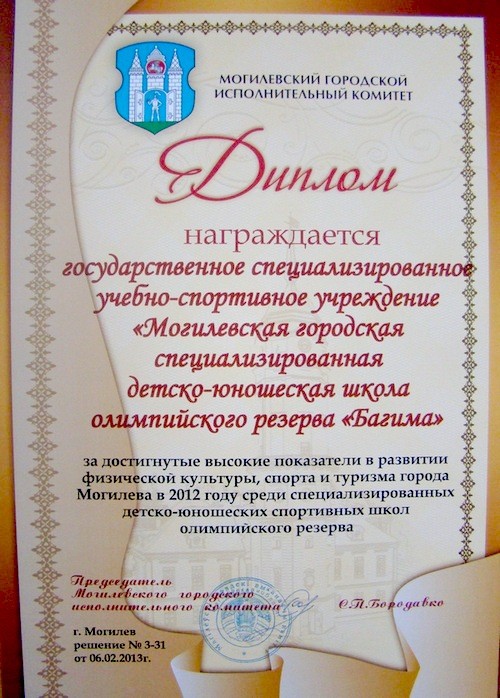 МОГИЛЕВСКИЙ ГОРОДСКОЙ
ИСПОЛНИТЕЛЬНЫЙ КОМИТЕТ
Диплом
награждается
государственное специализированное
учебно-спортивное учреждение
«Могилевская городская
специализированная
детско-юношеская школа
олимпийского резерва «Багима»
за достигнутые высокие показатели в развитии
физической культуры, спорта и туризма города
Могилева в 2012 году среди специализированных
детско-юношеских спортивных школ
олимпийского резерва
Председатель
Могилевского городского
исполнительного комитета
С.П.Бородавко
г. Могилев
решение № 3-31
от 06.02.2013г.